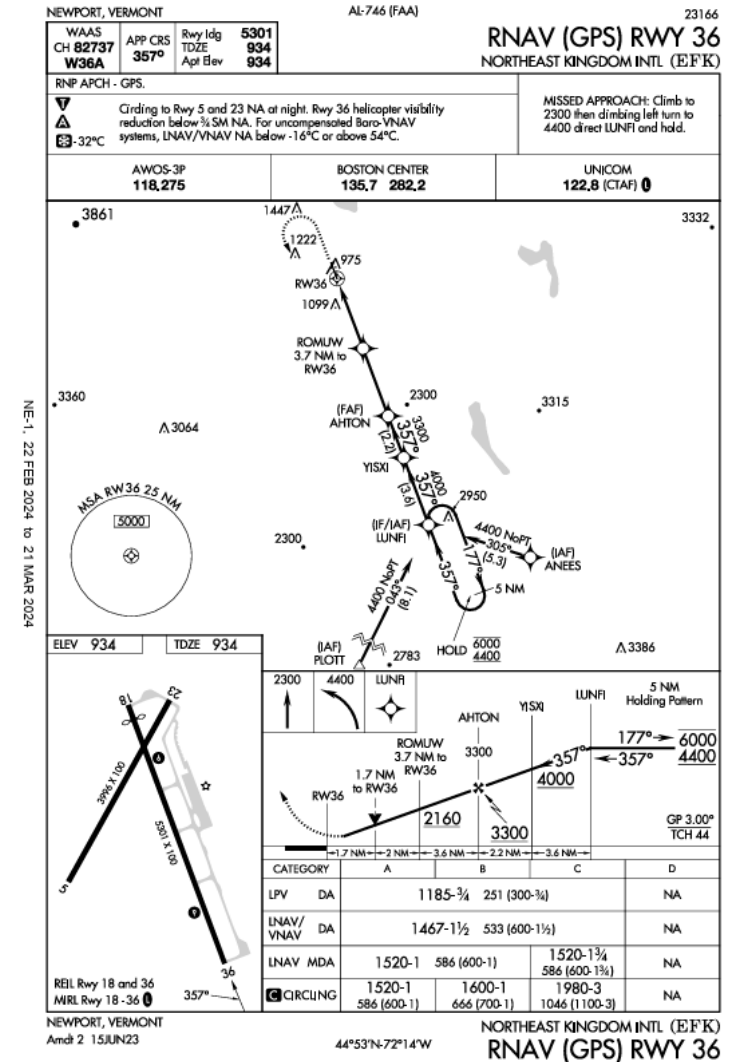 NEWPORT, VERMONT
AL-746 (FAA)
23166
WAAS
CH 82737
W36A
APP CRS
357°
Rwy ldg 5301
TDZE 934
Apt Elev 934
RNAV (GPS) RWY 36
NORTHEAST KINGDOM INTL (EFK)
RNP APCH - GPS.
T
A
-32°C
Circling to Rwy 5 and 23 NA at night. Rwy 36 helicopter visibility
reduction below ¾ SM NA. For uncompensated Baro-VNAV
systems, LNAV/VNAV NA below -16°C or above 54°C.
MISSED APPROACH: Climb to
2300 then climbing left turn to
4400 direct LUNFI and hold.
AWOS-3P
118.275
BOSTON CENTER
135.7 282.2
UNICOM
122.8 (CTAF) L
3861
1447
3332
1222
975
RW36
1099
ROMUW
3.7 NM to
RW36
3360
3064
2300
3315
(FAF)
AHTON
3300
357°
(2.2)
YISXI
4000
357°
(3.6)
2950
(IF/IAF)
LUNFI
4400 NoPT
305°
(5.3)
(IAF)
ANEES
177°
357°
5 NM
HOLD 6000
4400
MSA RW36 25 NM
5000
2300
4400 NoPT
043°
(8.1)
(IAF)
PLOTT
2783
3386
NE-1, 22 FEB 2024 to 21 MAR 2024
ELEV 934
TDZE 934
18
23
3996 X 100
5301 X 100
5
36
357°
REIL Rwy 18 and 36
MIRL Rwy 18-36 L
2300
4400
LUNFI
5 NM
Holding Pattern
LUNFI
YISXI
AHTON
3300
ROMUW
3.7 NM to
RW36
1.7 NM
to RW36
RW36
177°
6000
357°
4400
357°
4000
2160
3300
GP 3.00°
TCH 44
1.7 NM
2 NM
3.6 NM
2.2 NM
3.6 NM
CATEGORY A B C D
LPV DA 1185-¾ 251 (300-¾) NA
LNAV/
VNAV DA 1467-1½ 533 (600-1½) NA
LNAV MDA 1520-1 586 (600-1) 1520-1¾
586 (600-1¾) NA
C CIRCLING 1520-1
586 (600-1) 1600-1
666 (700-1) 1980-3
1046 (1100-3) NA
NEWPORT, VERMONT
Amdt 2 15JUN23
44°53'N-72°14'W
NORTHEAST KINGDOM INTL (EFK)
RNAV (GPS) RWY 36